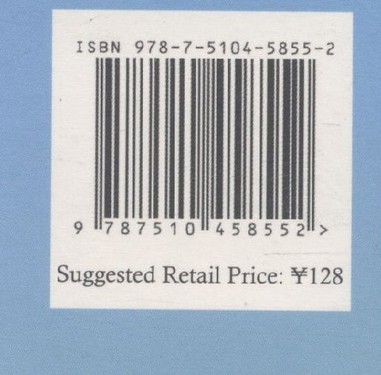 ISBN 978-7-5104-5855-2
9 787510 458552 >
Suggested Retail Price: ¥128